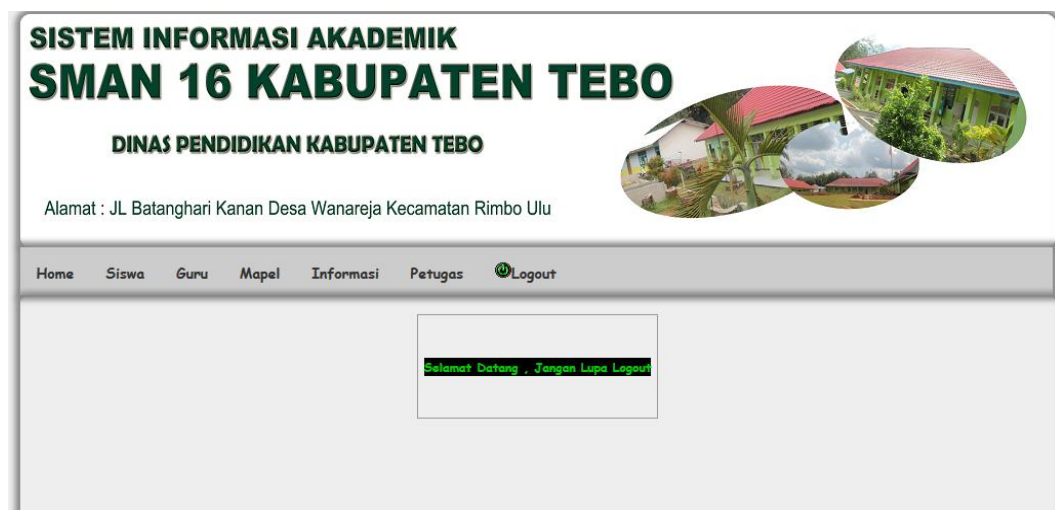 SISTEM INFORMASI AKADEMIK
SMAN 16 KABUPATEN TEBO
DINAS PENDIDIKAN KABUPATEN TEBO
Alamat : JL Batanghari Kanan Desa Wanareja Kecamatan Rimbo Ulu
Home Siswa Guru Mapel Informasi Petugas Logout
Selamat Datang , Jangan Lupa Logout